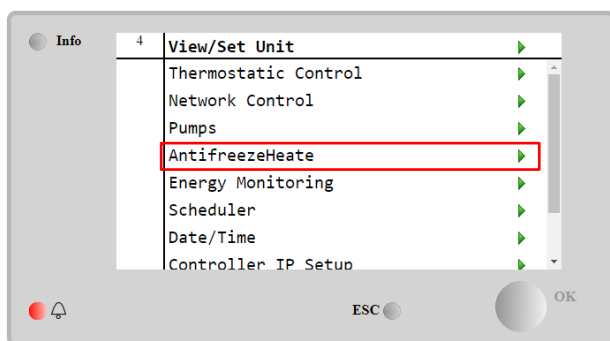 Info
4 View/Set Unit
Thermostatic Control
Network Control
Pumps
AntifreezeHeate
Energy Monitoring
Scheduler
Date/Time
Controller IP Setup
ESC
OK